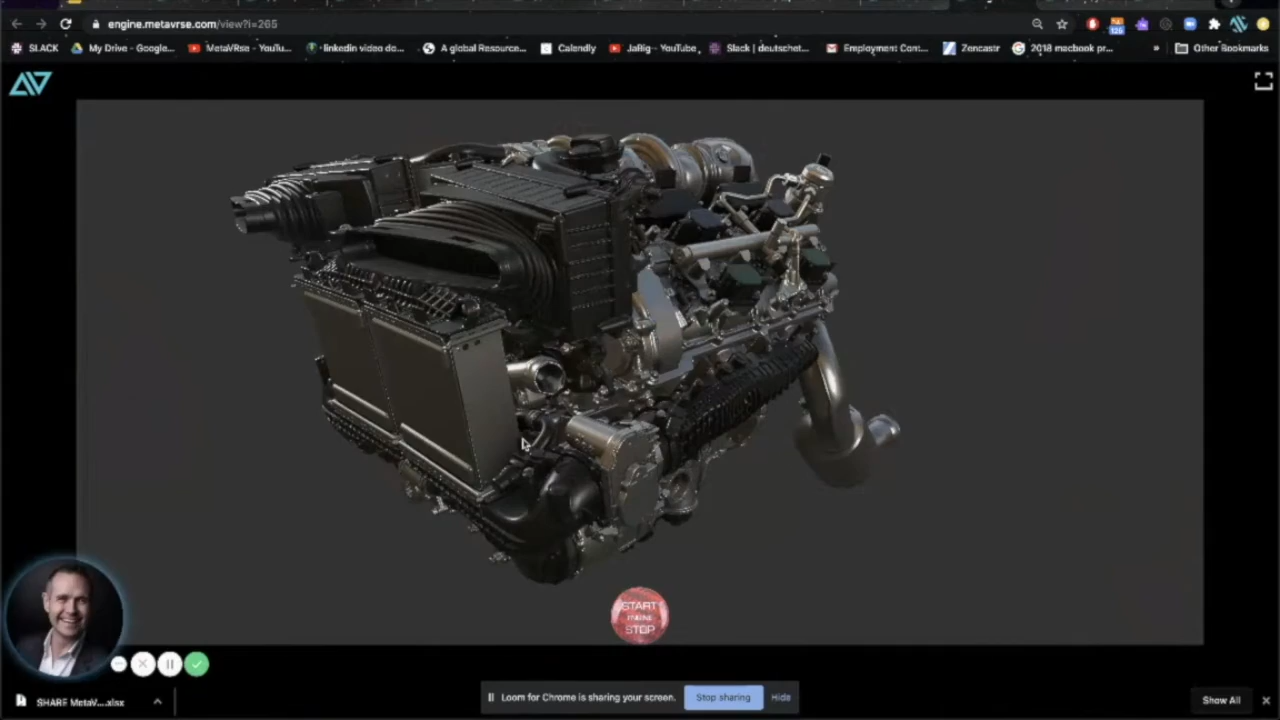 engine.metavrse.com/view?i=265
SLACK
My Drive - Google...
MetaVRse - YouTu...
linkedin video do...
A global Resource...
Calendly
JaBig - YouTube
Slack | deutschet...
Employment Con:...
Zencastr
2018 macbook pr...
»
Other Bookmarks
START
ENGINE
STOP
Loom for Chrome is sharing your screen.
Stop sharing
Hide
SHARE MetaV....xlsx
Show All